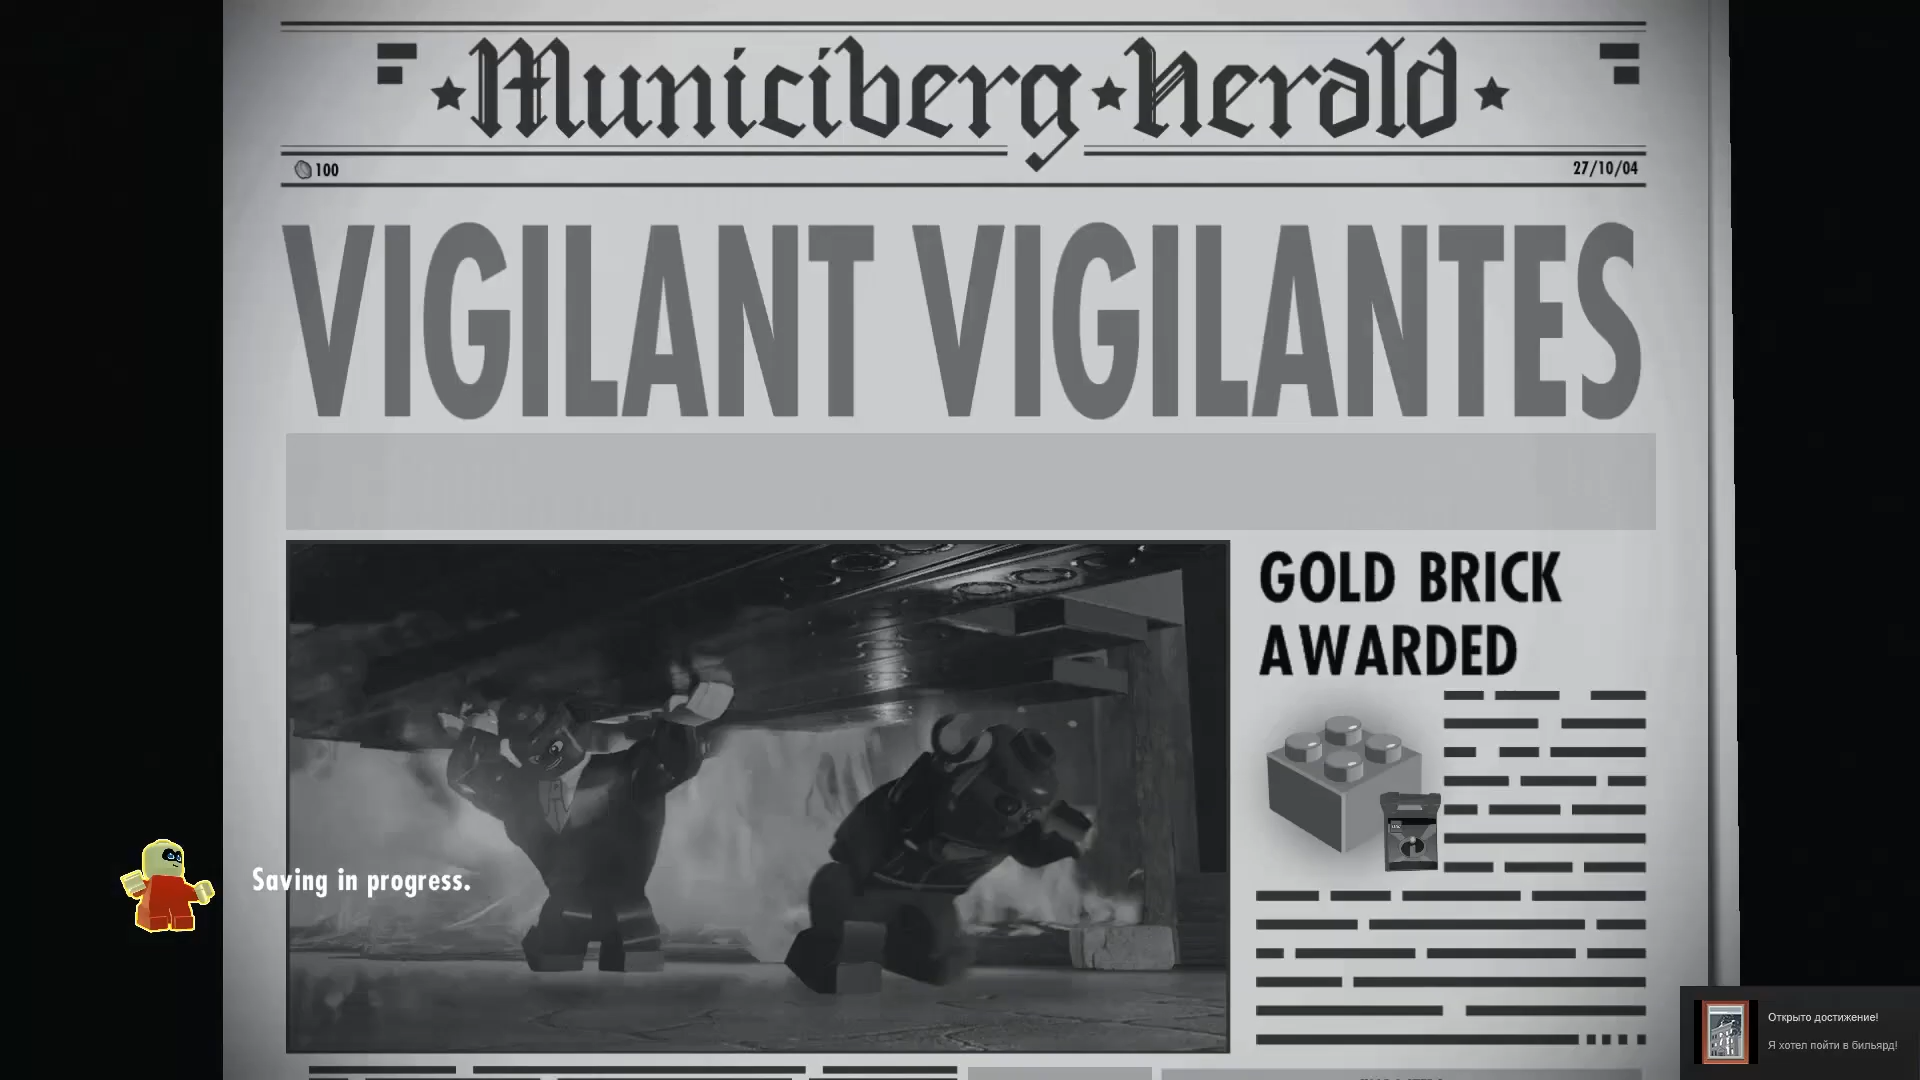 Municiberg Herald
100
27/10/04
VIGILANT VIGILANTES
GOLD BRICK
AWARDED
Saving in progress.
Открыто достижение!
Я хотел пойти в бильярд!